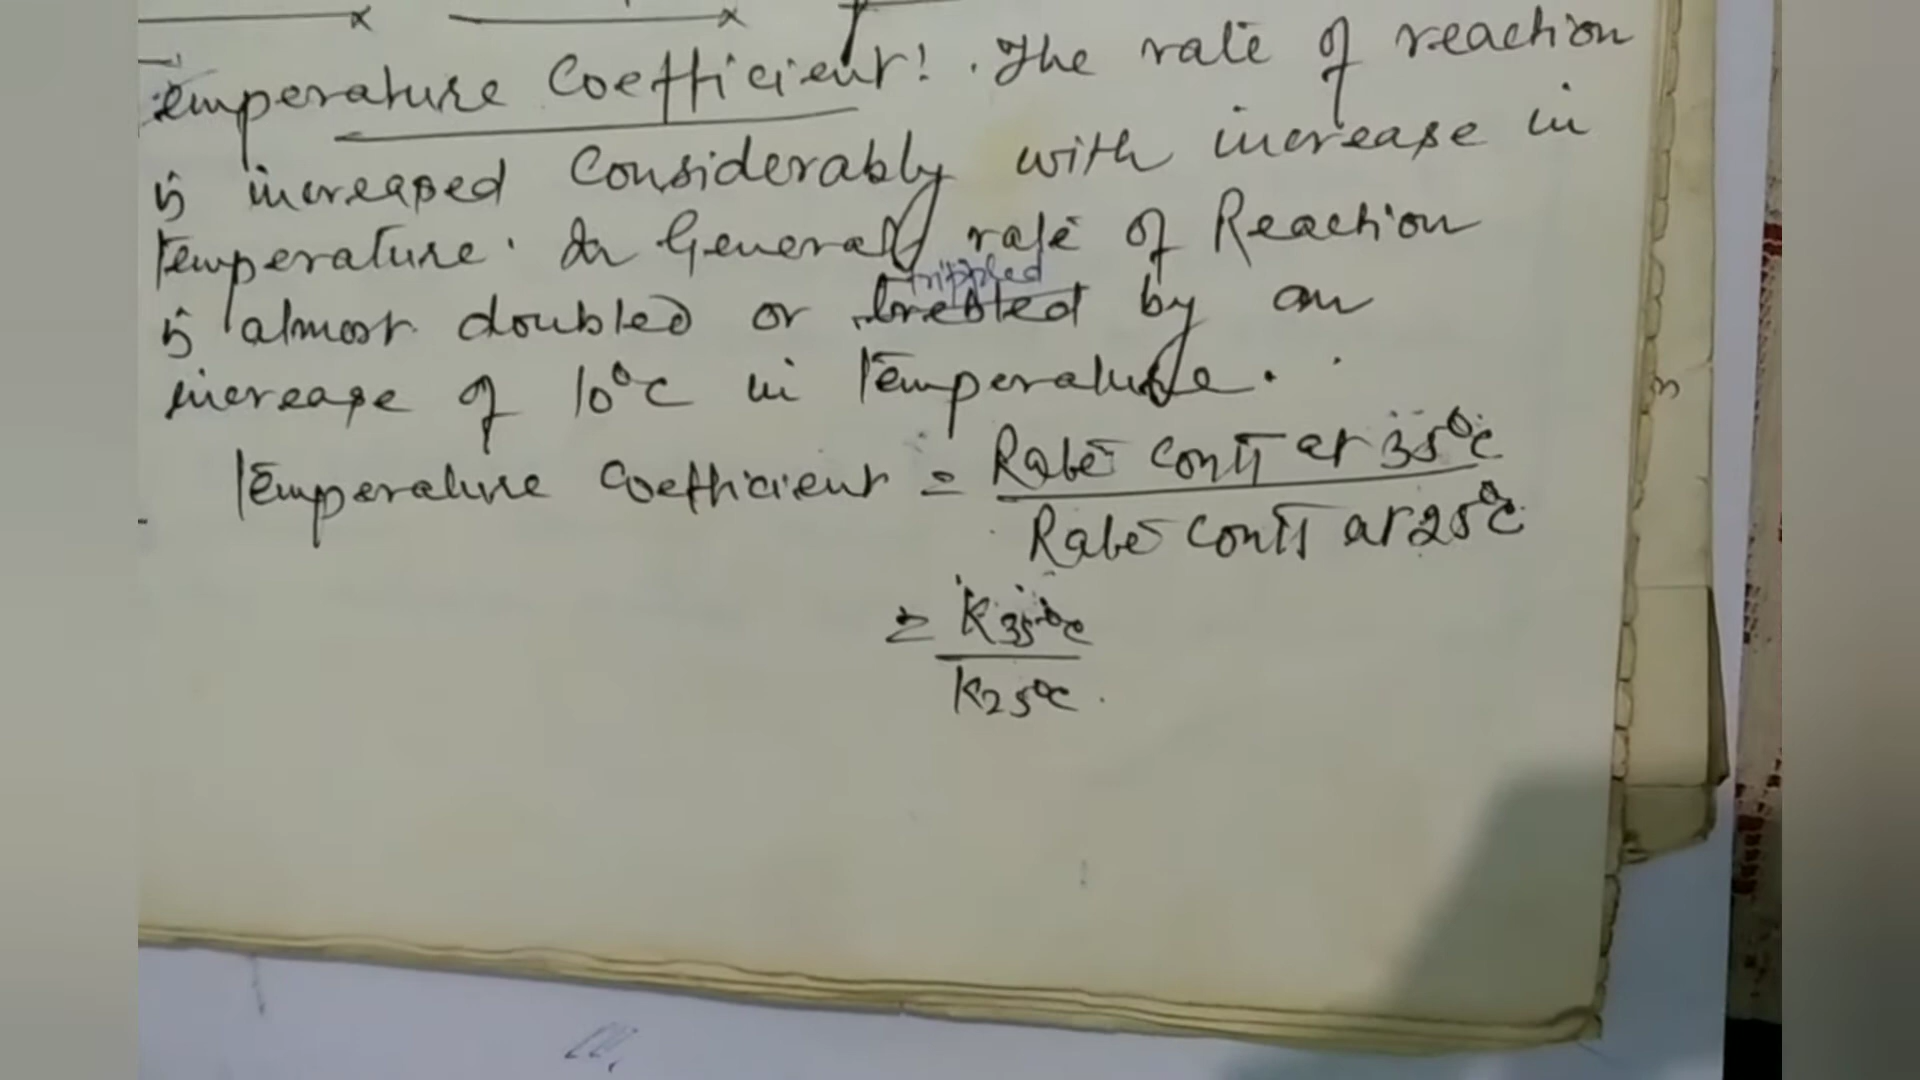 Temperature Coefficient: The rate of reaction
is increased Considerably with increase in
temperature. In General rate of Reaction
trippled
is almost doubled or by an
increase of 10°C in Temperature.
Temperature Coefficient = Rate Constt at 35°C
Rate Constt at 25°C
= K35°C
K25°C.